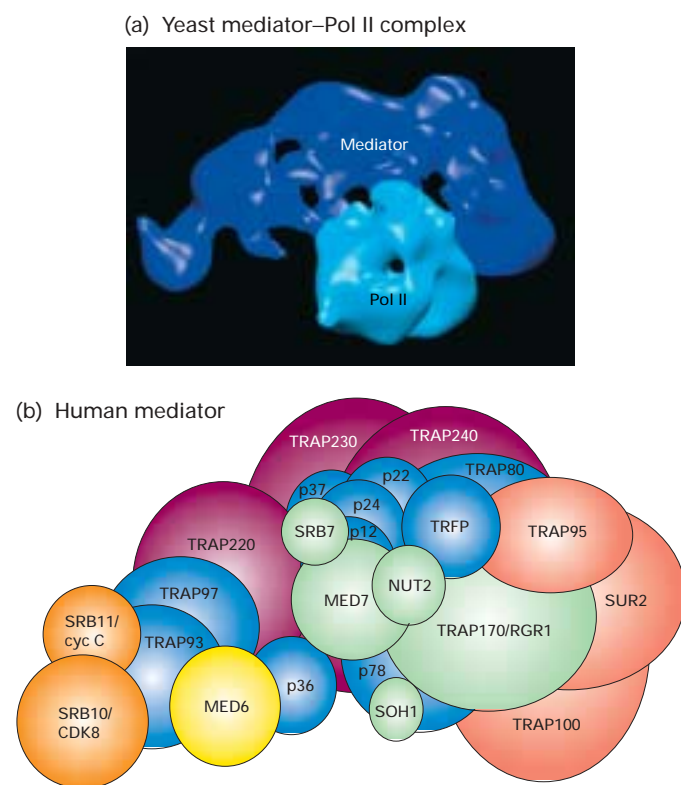 (a) Yeast mediator–Pol II complex
Mediator
Pol II
(b) Human mediator
TRAP230
TRAP240
TRAP80
p22
p37
p24
p12
SRB7
TRFP
TRAP95
TRAP220
TRAP97
MED7
NUT2
SUR2
SRB11/
cyc C
TRAP93
TRAP170/RGR1
p78
p36
SRB10/
CDK8
MED6
SOH1
TRAP100